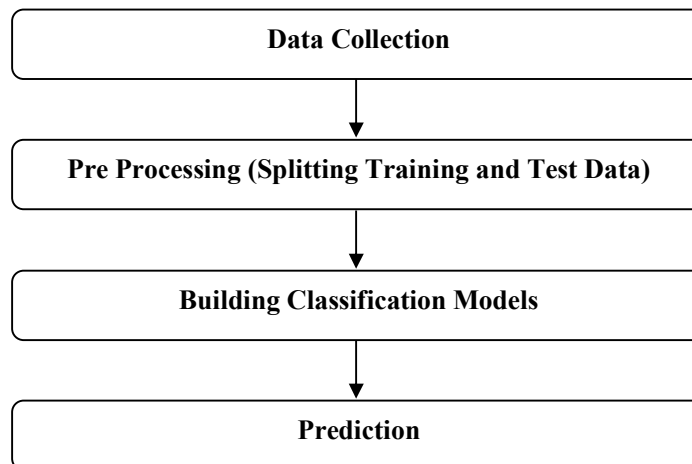 Data Collection
Pre Processing (Splitting Training and Test Data)
Building Classification Models
Prediction